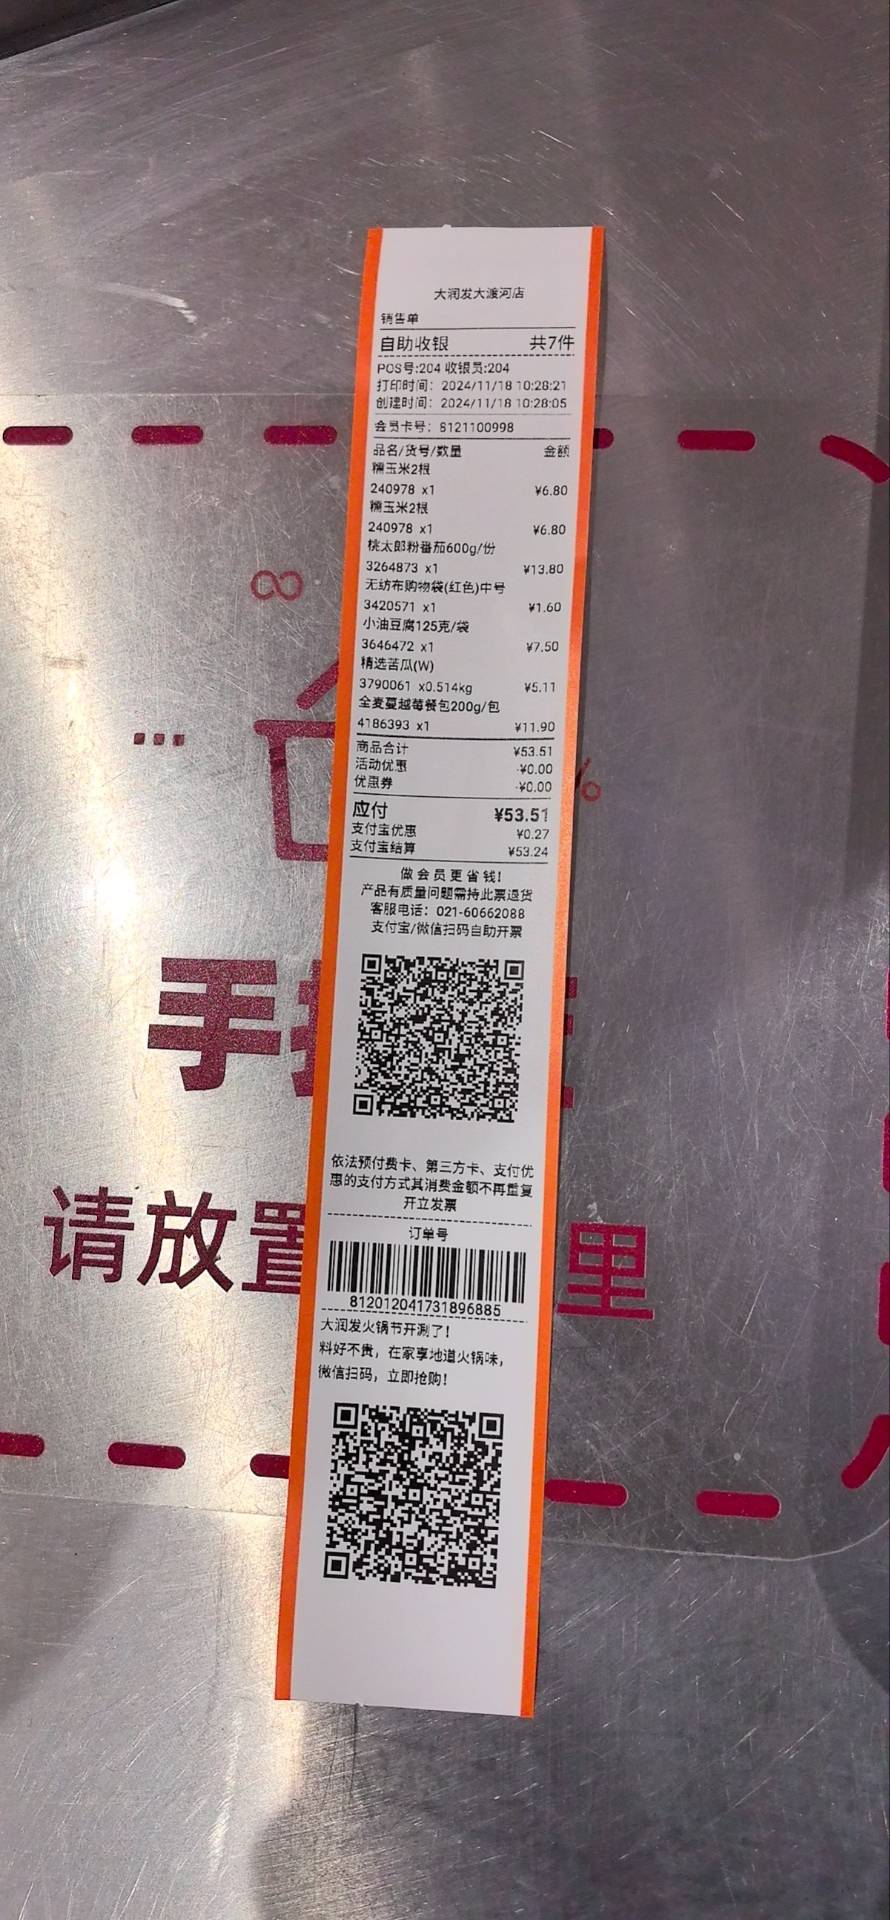 大润发大渡河店
销售单
自助收银 共7件
POS号:204 收银员:204
打印时间: 2024/11/18 10:28:21
创建时间: 2024/11/18 10:28:05
会员卡号: 8121100998
品名/货号/数量 金额
糯玉米2根
240978 x1 ¥6.80
糯玉米2根
240978 x1 ¥6.80
桃太郎粉番茄600g/份
3264873 x1 ¥13.80
无纺布购物袋(红色)中号
3420571 x1 ¥1.60
小油豆腐125克/袋
3646472 x1 ¥7.50
精选苦瓜(W)
3790061 x0.514kg ¥5.11
全麦蔓越莓餐包200g/包
4186393 x1 ¥11.90
商品合计 ¥53.51
活动优惠 -¥0.00
优惠券 -¥0.00
应付 ¥53.51
支付宝优惠 ¥0.27
支付宝结算 ¥53.24
做会员更省钱!
产品有质量问题需持此票退货
客服电话: 021-60662088
支付宝/微信扫码自助开票
依法预付费卡、第三方卡、支付优
惠的支付方式其消费金额不再重复
开立发票
订单号
812012041731896885
大润发火锅节开涮了!
料好不贵, 在家享地道火锅味,
微信扫码, 立即抢购!
手
请放置 里